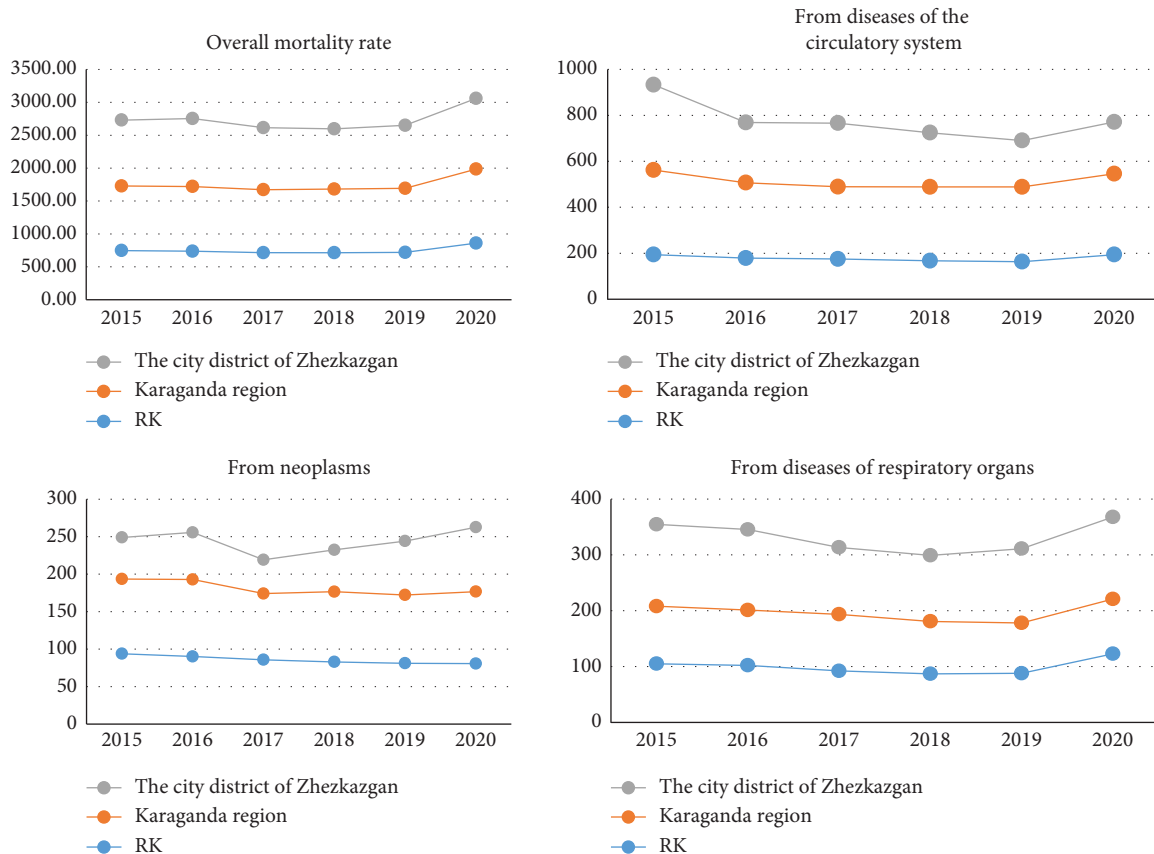 Overall mortality rate
3500.00
3000.00
2500.00
2000.00
1500.00
1000.00
500.00
0.00
2015 2016 2017 2018 2019 2020
The city district of Zhezkazgan
Karaganda region
RK
From diseases of the
circulatory system
1000
800
600
400
200
0
2015 2016 2017 2018 2019 2020
The city district of Zhezkazgan
Karaganda region
RK
From neoplasms
300
250
200
150
100
50
0
2015 2016 2017 2018 2019 2020
The city district of Zhezkazgan
Karaganda region
RK
From diseases of respiratory organs
400
300
200
100
0
2015 2016 2017 2018 2019 2020
The city district of Zhezkazgan
Karaganda region
RK